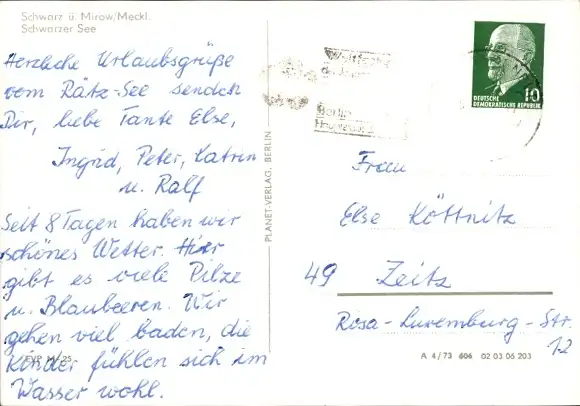 Schwarz ü. Mirow/Meckl.
Schwarzer See
Herzliche Urlaubsgrüße
vom Rätz-See senden
Dir, liebe Tante Else,
Ingrid, Peter, Katrin
u. Ralf
Seit 8 Tagen haben wir
schönes Wetter. Hier
gibt es viele Pilze
u. Blaubeeren. Wir
gehen viel baden, die
Kinder fühlen sich im
Wasser wohl.
PLANET-VERLAG, BERLIN
Berlin
10
DEUTSCHE
DEMOKRATISCHE REPUBLIK
Frau
Else Köttnitz
49 Zeitz
Rosa-Luxemburg-Str.
12
A 4/73 606 02 03 06 203